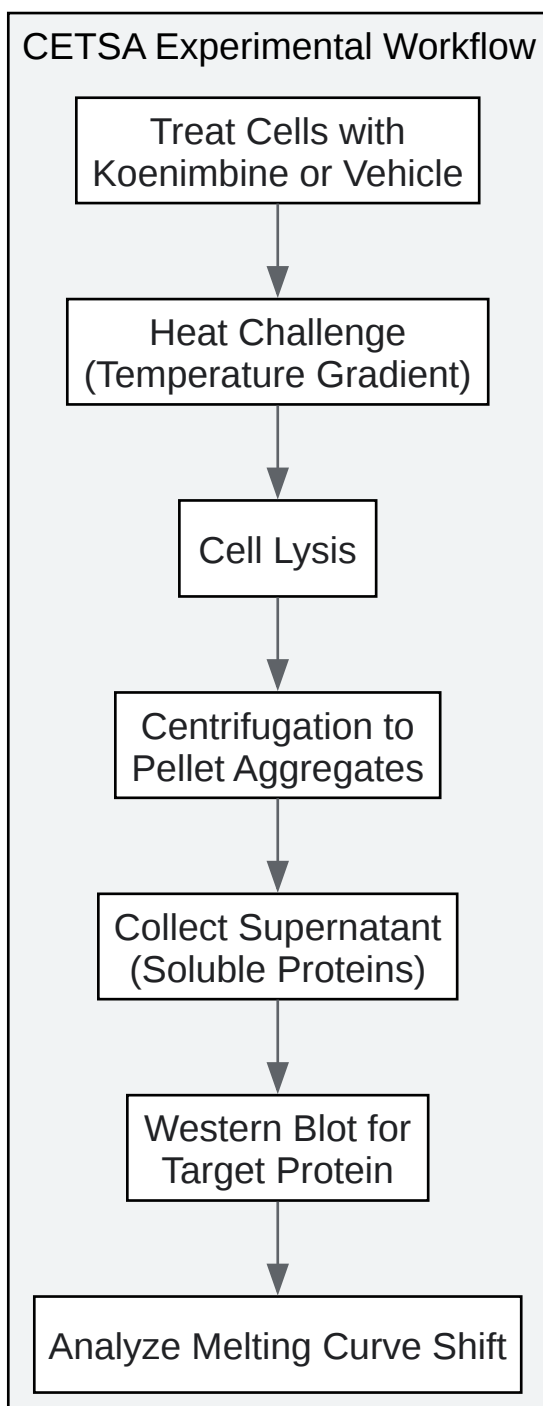 CETSA Experimental Workflow
Treat Cells with
Koenimbine or Vehicle
Heat Challenge
(Temperature Gradient)
Cell Lysis
Centrifugation to
Pellet Aggregates
Collect Supernatant
(Soluble Proteins)
Western Blot for
Target Protein
Analyze Melting Curve Shift